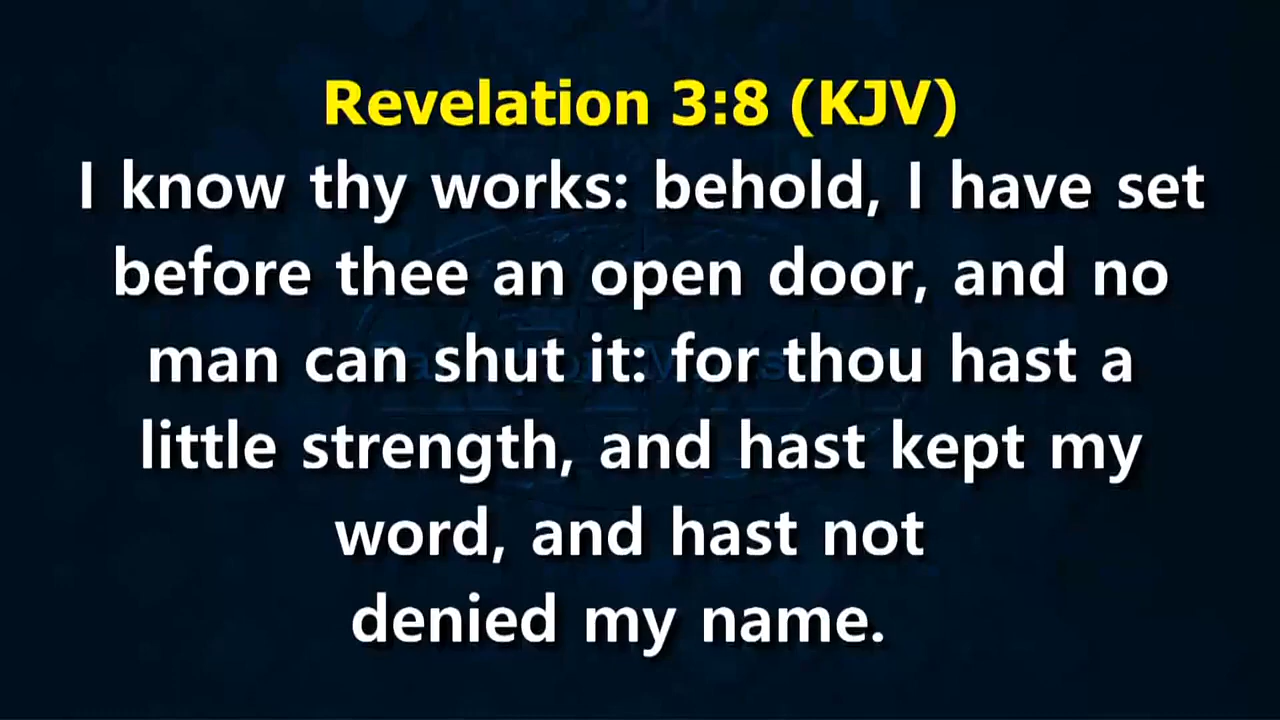 Revelation 3:8 (KJV)
I know thy works: behold, I have set
before thee an open door, and no
man can shut it: for thou hast a
little strength, and hast kept my
word, and hast not
denied my name.